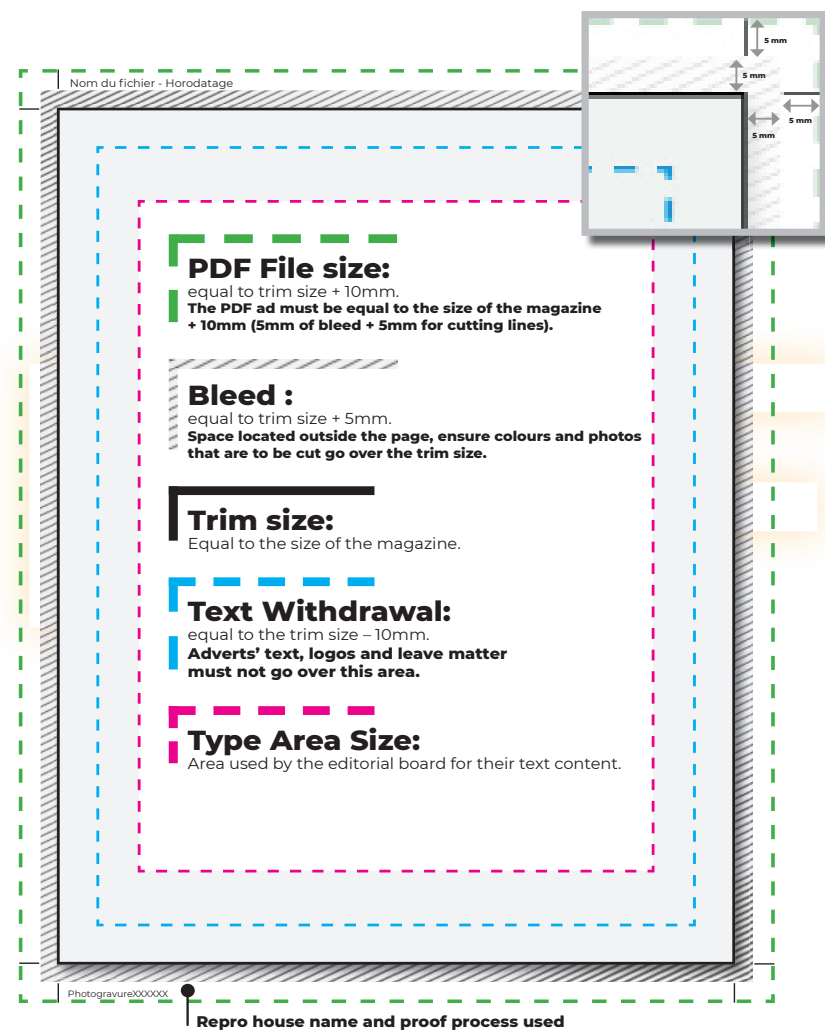 Nom du fichier - Horodatage
5 mm
5 mm
5 mm
5 mm
PDF File size:
equal to trim size + 10mm.
The PDF ad must be equal to the size of the magazine
+ 10mm (5mm of bleed + 5mm for cutting lines).
Bleed :
equal to trim size + 5mm.
Space located outside the page, ensure colours and photos
that are to be cut go over the trim size.
Trim size:
Equal to the size of the magazine.
Text Withdrawal:
equal to the trim size – 10mm.
Adverts’ text, logos and leave matter
must not go over this area.
Type Area Size:
Area used by the editorial board for their text content.
PhotogravureXXXXXX
Repro house name and proof process used